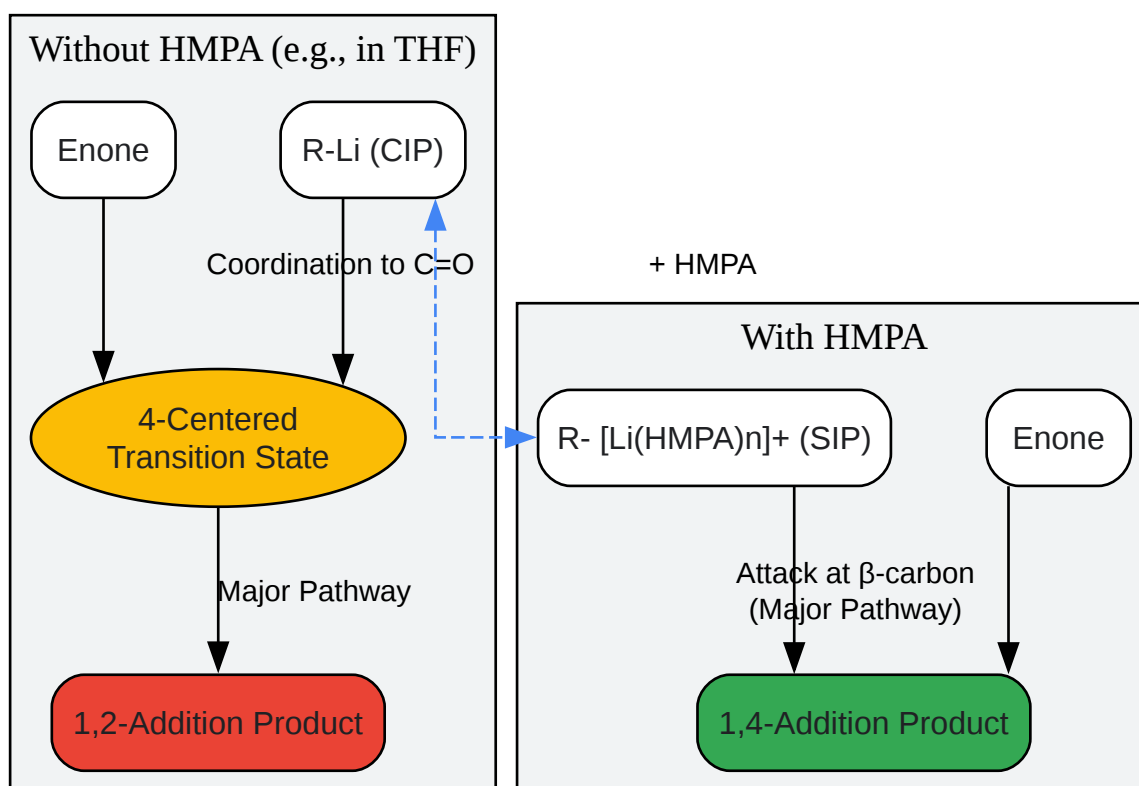 Without HMPA (e.g., in THF)
Enone
R-Li (CIP)
Coordination to C=O
4-Centered
Transition State
Major Pathway
1,2-Addition Product
+ HMPA
With HMPA
R- [Li(HMPA)n]+ (SIP)
Enone
Attack at β-carbon
(Major Pathway)
1,4-Addition Product